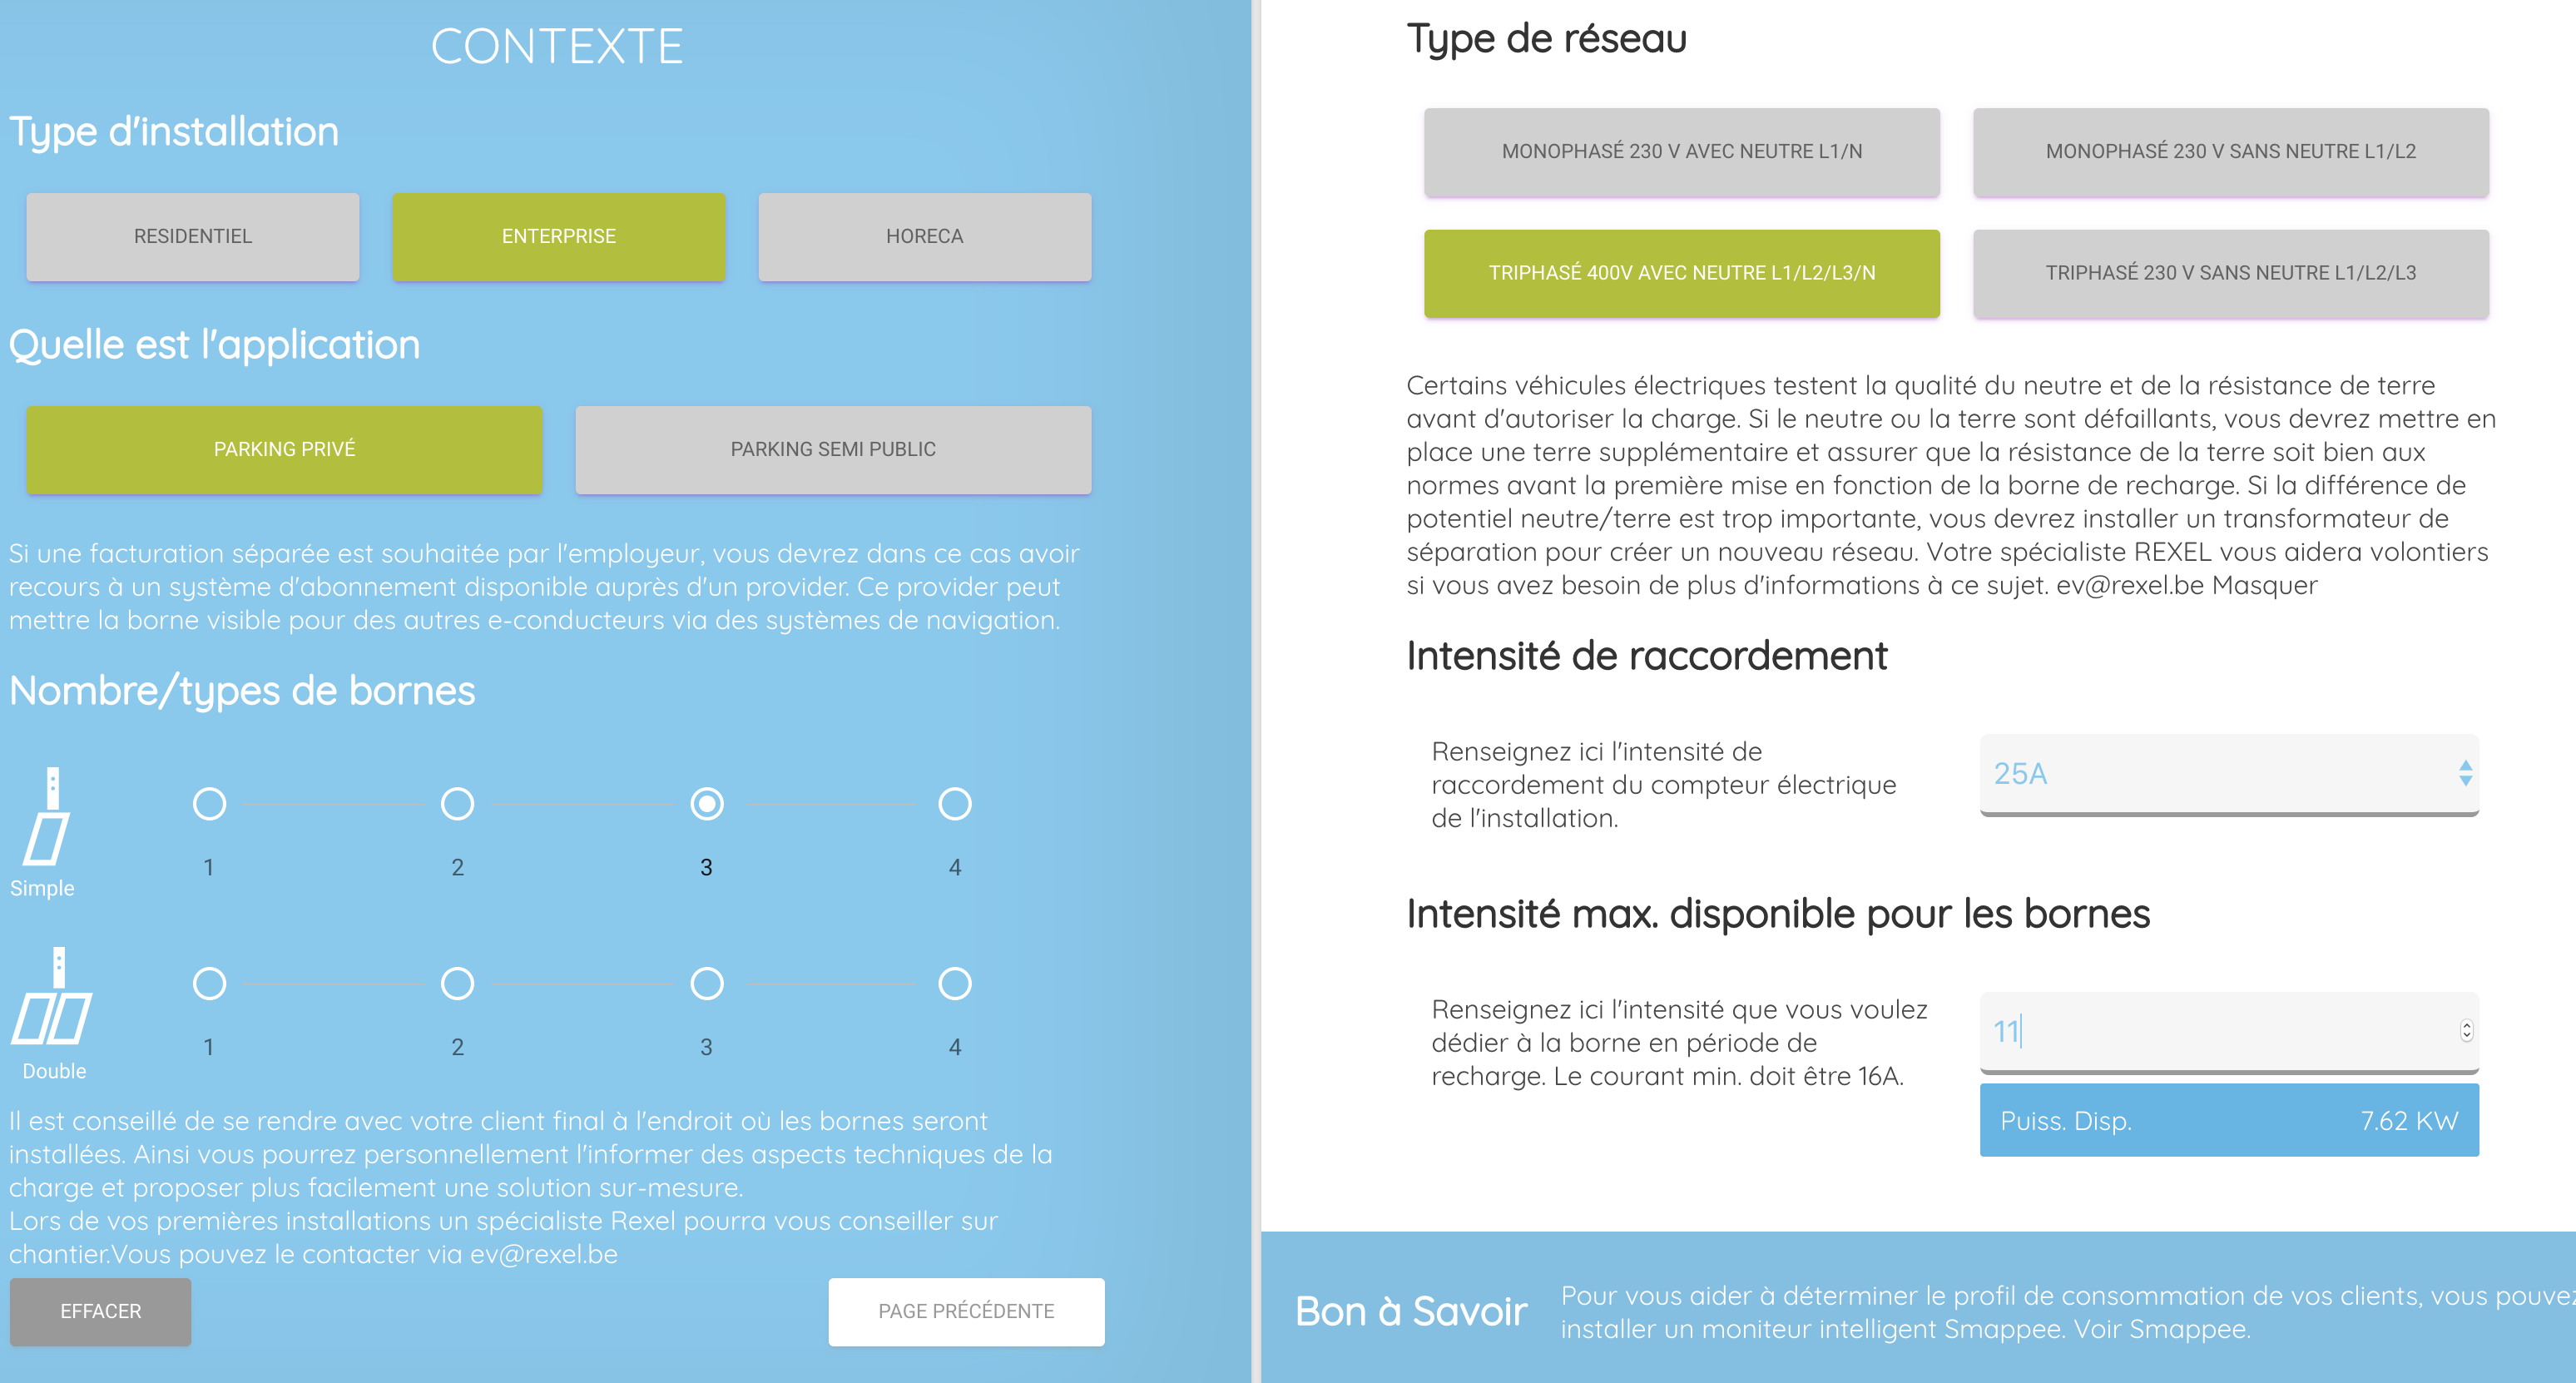 CONTEXTE
Type d'installation
RESIDENTIEL
ENTERPRISE
HORECA
Quelle est l'application
PARKING PRIVÉ
PARKING SEMI PUBLIC
Si une facturation séparée est souhaitée par l'employeur, vous devrez dans ce cas avoir
recours à un système d'abonnement disponible auprès d'un provider. Ce provider peut
mettre la borne visible pour des autres e-conducteurs via des systèmes de navigation.
Nombre/types de bornes
Simple
1
2
3
4
Double
1
2
3
4
Il est conseillé de se rendre avec votre client final à l'endroit où les bornes seront
installées. Ainsi vous pourrez personnellement l'informer des aspects techniques de la
charge et proposer plus facilement une solution sur-mesure.
Lors de vos premières installations un spécialiste Rexel pourra vous conseiller sur
chantier.Vous pouvez le contacter via ev@rexel.be
EFFACER
PAGE PRÉCÉDENTE
Type de réseau
MONOPHASÉ 230 V AVEC NEUTRE L1/N
MONOPHASÉ 230 V SANS NEUTRE L1/L2
TRIPHASÉ 400V AVEC NEUTRE L1/L2/L3/N
TRIPHASÉ 230 V SANS NEUTRE L1/L2/L3
Certains véhicules électriques testent la qualité du neutre et de la résistance de terre
avant d'autoriser la charge. Si le neutre ou la terre sont défaillants, vous devrez mettre en
place une terre supplémentaire et assurer que la résistance de la terre soit bien aux
normes avant la première mise en fonction de la borne de recharge. Si la différence de
potentiel neutre/terre est trop importante, vous devrez installer un transformateur de
séparation pour créer un nouveau réseau. Votre spécialiste REXEL vous aidera volontiers
si vous avez besoin de plus d'informations à ce sujet. ev@rexel.be Masquer
Intensité de raccordement
Renseignez ici l'intensité de
raccordement du compteur électrique
de l'installation.
25A
Intensité max. disponible pour les bornes
Renseignez ici l'intensité que vous voulez
dédier à la borne en période de
recharge. Le courant min. doit être 16A.
11
Puiss. Disp.
7.62 KW
Bon à Savoir
Pour vous aider à déterminer le profil de consommation de vos clients, vous pouvez
installer un moniteur intelligent Smappee. Voir Smappee.